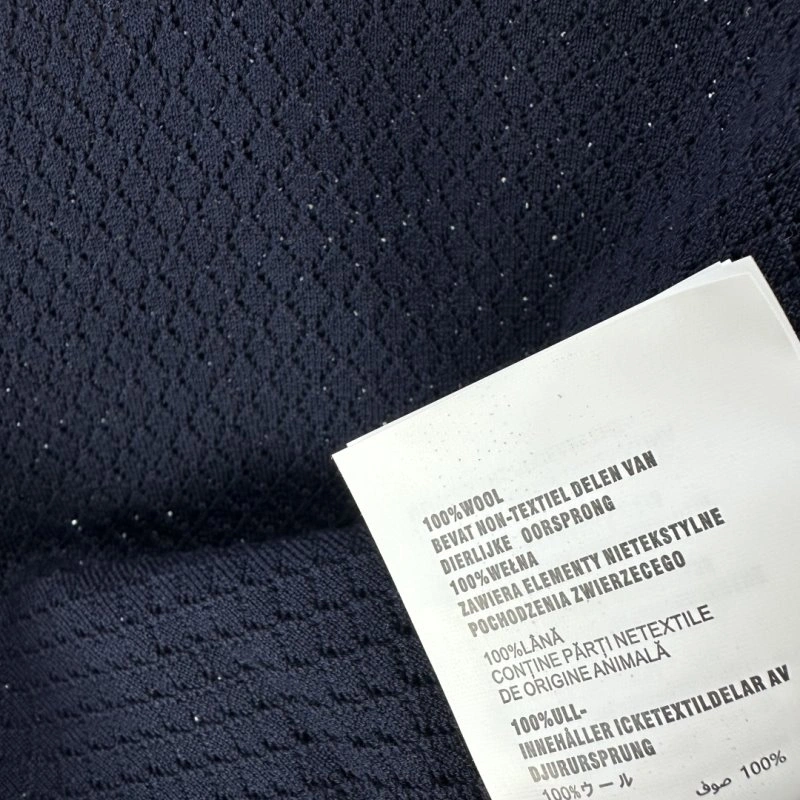 100%WOOL
BEVAT NON-TEXTIEL DELEN VAN
DIERLIJKE OORSPRONG
100%WEŁNA
ZAWIERA ELEMENTY NIETEKSTYLNE
POCHODZENIA ZWIERZECEGO
100%LÂNĂ
CONTINE PĂRȚI NETEXTILE
DE ORIGINE ANIMALĂ
100%ULL-
INNEHÅLLER ICKETEXTILDELAR AV
DJURURSPRUNG
100%ウール
100% صوف